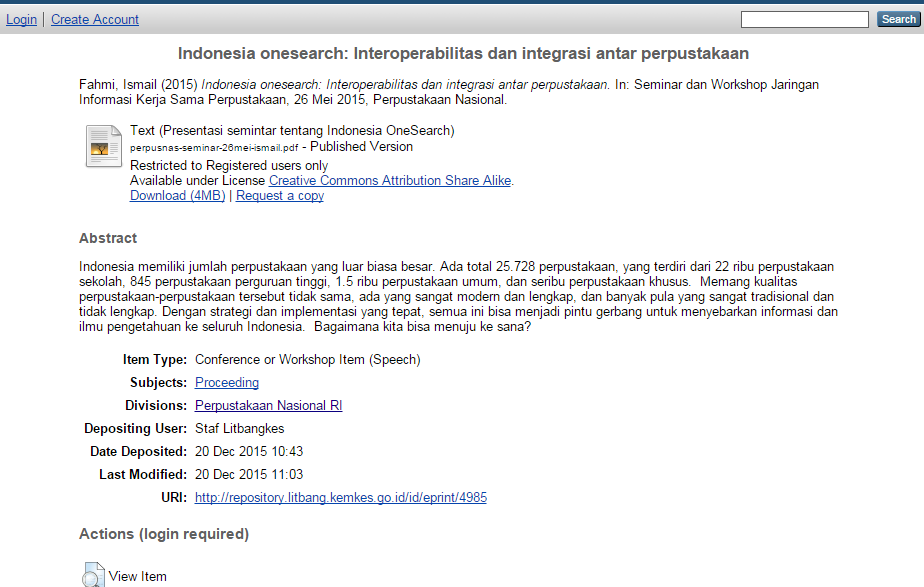 Login | Create Account
Search
Indonesia onesearch: Interoperabilitas dan integrasi antar perpustakaan
Fahmi, Ismail (2015) Indonesia onesearch: Interoperabilitas dan integrasi antar perpustakaan. In: Seminar dan Workshop Jaringan
Informasi Kerja Sama Perpustakaan, 26 Mei 2015, Perpustakaan Nasional.
Text (Presentasi semintar tentang Indonesia OneSearch)
perpusnas-seminar-26mei-ismail.pdf - Published Version
Restricted to Registered users only
Available under License Creative Commons Attribution Share Alike.
Download (4MB) | Request a copy
Abstract
Indonesia memiliki jumlah perpustakaan yang luar biasa besar. Ada total 25.728 perpustakaan, yang terdiri dari 22 ribu perpustakaan
sekolah, 845 perpustakaan perguruan tinggi, 1.5 ribu perpustakaan umum, dan seribu perpustakaan khusus. Memang kualitas
perpustakaan-perpustakaan tersebut tidak sama, ada yang sangat modern dan lengkap, dan banyak pula yang sangat tradisional dan
tidak lengkap. Dengan strategi dan implementasi yang tepat, semua ini bisa menjadi pintu gerbang untuk menyebarkan informasi dan
ilmu pengetahuan ke seluruh Indonesia. Bagaimana kita bisa menuju ke sana?
Item Type: Conference or Workshop Item (Speech)
Subjects: Proceeding
Divisions: Perpustakaan Nasional RI
Depositing User: Staf Litbangkes
Date Deposited: 20 Dec 2015 10:43
Last Modified: 20 Dec 2015 11:03
URI: http://repository.litbang.kemkes.go.id/id/eprint/4985
Actions (login required)
View Item